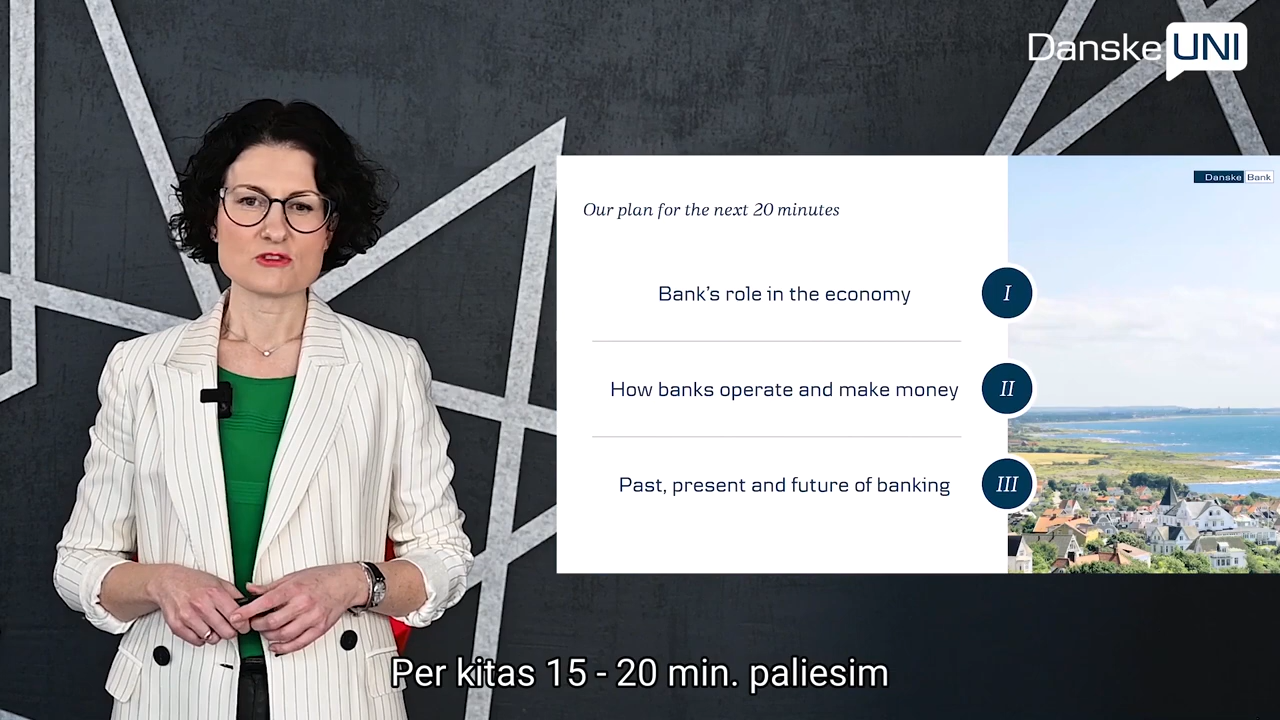 Danske UNI
Danske Bank
Our plan for the next 20 minutes
Bank's role in the economy
I
How banks operate and make money
II
Past, present and future of banking
III
Per kitas 15 - 20 min. paliesim